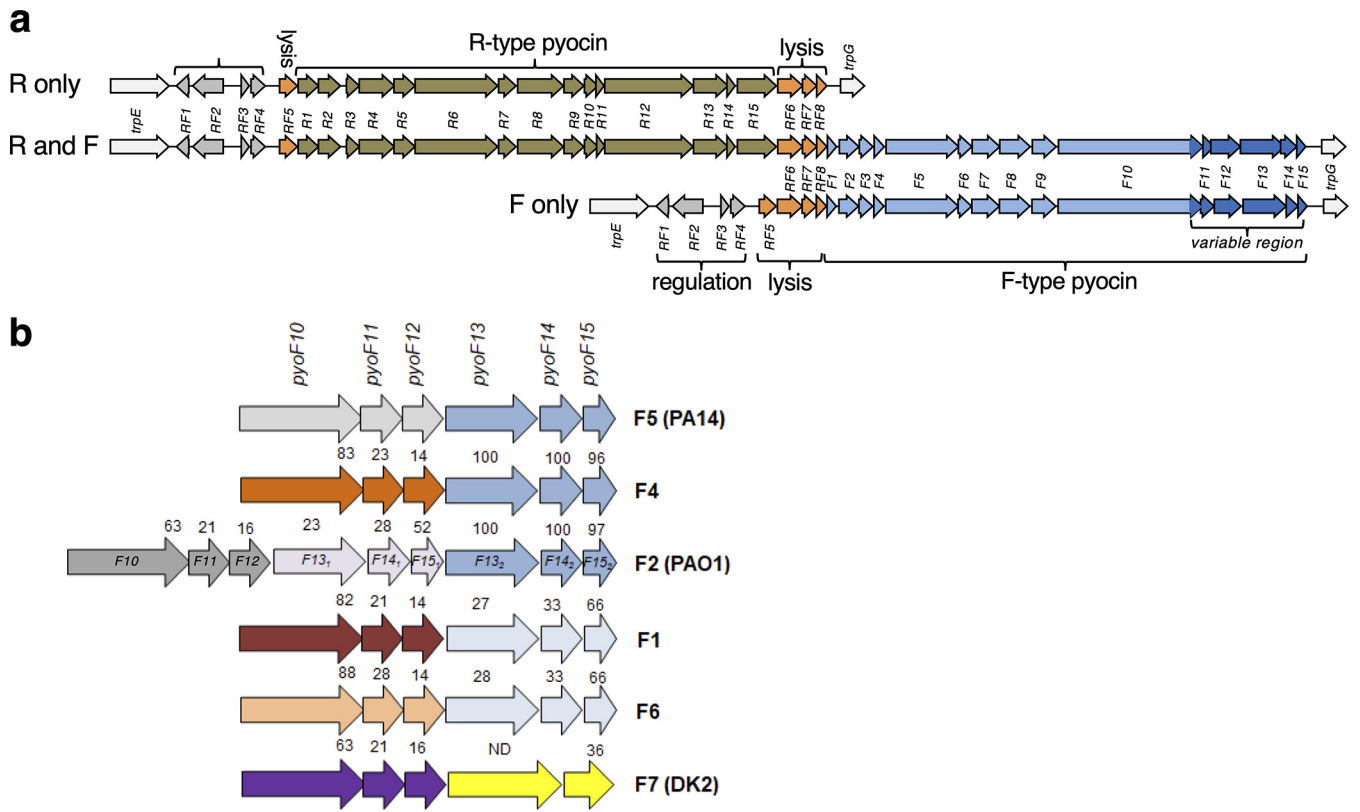 a
R-type pyocin
lysis
lysis
trpG
R only
trpE RF1 RF2 RF3 RF4 RF5 R1 R2 R3 R4 R5 R6 R7 R8 R9 R10 R11 R12 R13 R14 R15 RF6 RF7 RF8
R and F
F only
trpE RF1 RF2 RF3 RF4 RF5 RF6 RF7 RF8 F1 F2 F3 F4 F5 F6 F7 F8 F9 F10 F11 F12 F13 F14 F15 trpG
variable region
regulation lysis F-type pyocin
b
pyoF10 pyoF11 pyoF12 pyoF13 pyoF14 pyoF15
F5 (PA14)
83 23 14 100 100 96
F4
63 21 16 23 28 52 100 100 97
F10 F11 F12 F13₁ F14₁ F15₁ F13₂ F14₂ F15₂ F2 (PAO1)
82 21 14 27 33 66
F1
88 28 14 28 33 66
F6
63 21 16 ND 36
F7 (DK2)